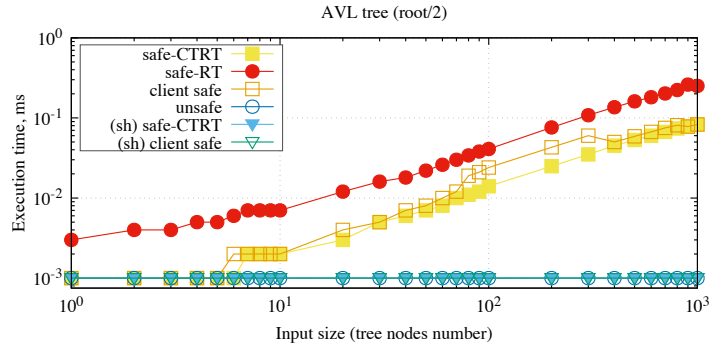 AVL tree (root/2)
Execution time, ms
10^0
10^-1
10^-2
10^-3
safe-CTRT
safe-RT
client safe
unsafe
(sh) safe-CTRT
(sh) client safe
10^0
10^1
10^2
10^3
Input size (tree nodes number)